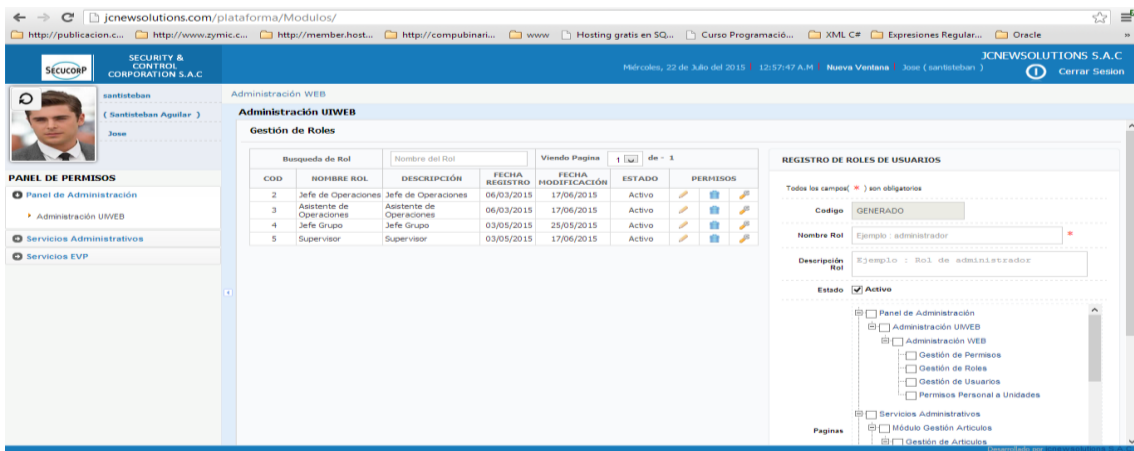 jcnewsolutions.com/plataforma/Modulos/
http://publicacion.c... http://www.zymic.c... http://member.host... http://compubinari... www Hosting gratis en SQ... Curso Programació... XML C# Expresiones Regular... Oracle »
SECUCORP
SECURITY &
CONTROL
CORPORATION S.A.C
Miércoles, 22 de Julio del 2015 12:57:47 A.M Nueva Ventana Jose ( santisteban )
JCNEWSOLUTIONS S.A.C
Cerrar Sesion
santisteban
( Santisteban Aguilar )
Jose
PANEL DE PERMISOS
Panel de Administración
Administración UIWEB
Servicios Administrativos
Servicios EVP
Administración WEB
Administración UIWEB
Gestión de Roles
Busqueda de Rol Nombre del Rol Viendo Pagina 1 de - 1
COD NOMBRE ROL DESCRIPCIÓN FECHA REGISTRO FECHA MODIFICACIÓN ESTADO PERMISOS
2 Jefe de Operaciones Jefe de Operaciones 06/03/2015 17/06/2015 Activo
3 Asistente de Operaciones Asistente de Operaciones 06/03/2015 17/06/2015 Activo
4 Jefe Grupo Jefe Grupo 03/05/2015 25/05/2015 Activo
5 Supervisor Supervisor 03/05/2015 17/06/2015 Activo
REGISTRO DE ROLES DE USUARIOS
Todos los campos( * ) son obligatorios
Codigo GENERADO
Nombre Rol Ejemplo : administrador *
Descripción Rol Ejemplo : Rol de administrador
Estado Activo
Paginas
Panel de Administración
Administración UIWEB
Administración WEB
Gestión de Permisos
Gestión de Roles
Gestión de Usuarios
Permisos Personal a Unidades
Servicios Administrativos
Módulo Gestión Articulos
Gestión de Articulos
Desarrollado por